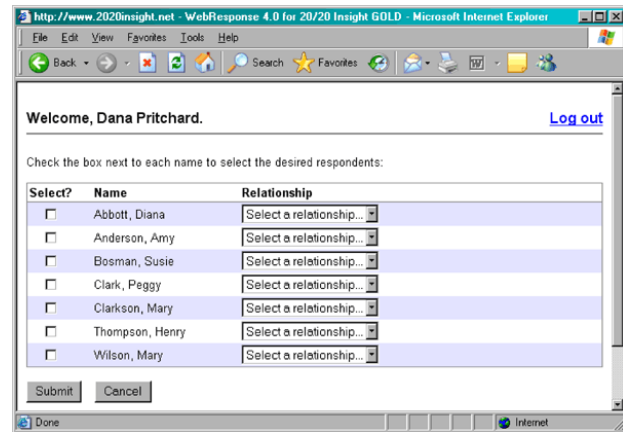 http://www.2020insight.net - WebResponse 4.0 for 20/20 Insight GOLD - Microsoft Internet Explorer
File Edit View Favorites Tools Help
Back Search Favorites
Welcome, Dana Pritchard. Log out
Check the box next to each name to select the desired respondents:
Select? Name Relationship
Abbott, Diana Select a relationship...
Anderson, Amy Select a relationship...
Bosman, Susie Select a relationship...
Clark, Peggy Select a relationship...
Clarkson, Mary Select a relationship...
Thompson, Henry Select a relationship...
Wilson, Mary Select a relationship...
Submit Cancel
Done Internet